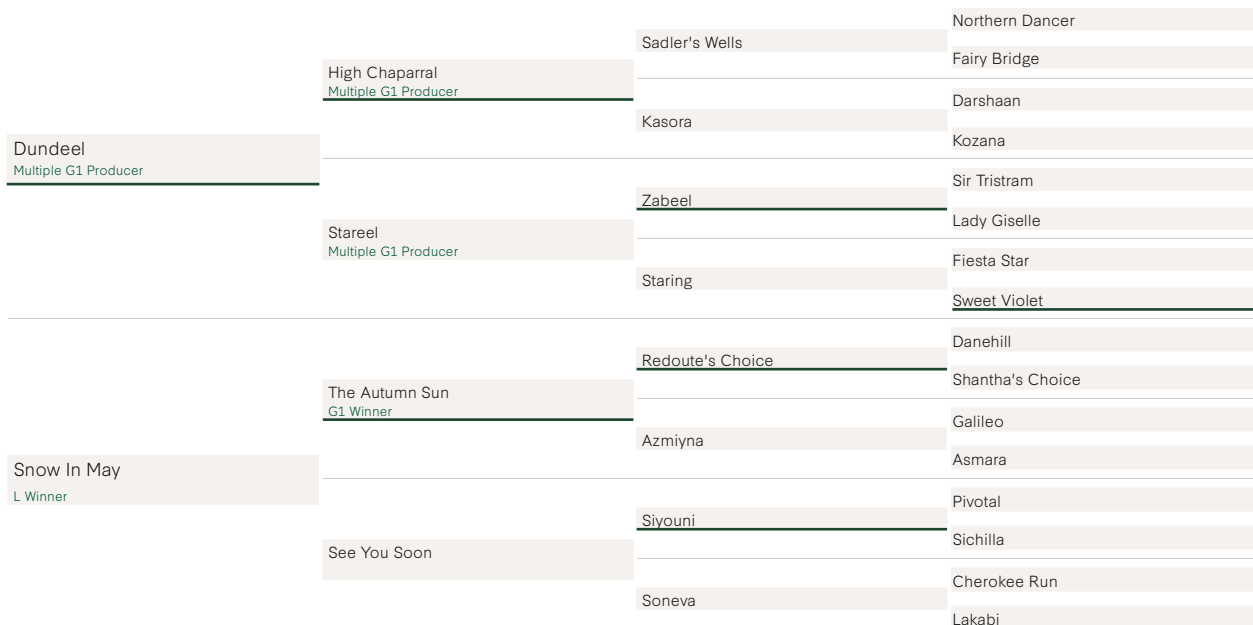 Dundeel
Multiple G1 Producer
High Chaparral
Multiple G1 Producer
Sadler's Wells
Northern Dancer
Fairy Bridge
Kasora
Darshaan
Kozana
Stareel
Multiple G1 Producer
Zabeel
Sir Tristram
Lady Giselle
Staring
Fiesta Star
Sweet Violet
Snow In May
L Winner
The Autumn Sun
G1 Winner
Redoute's Choice
Danehill
Shantha's Choice
Azmiyna
Galileo
Asmara
See You Soon
Siyouni
Pivotal
Sichilla
Soneva
Cherokee Run
Lakabi